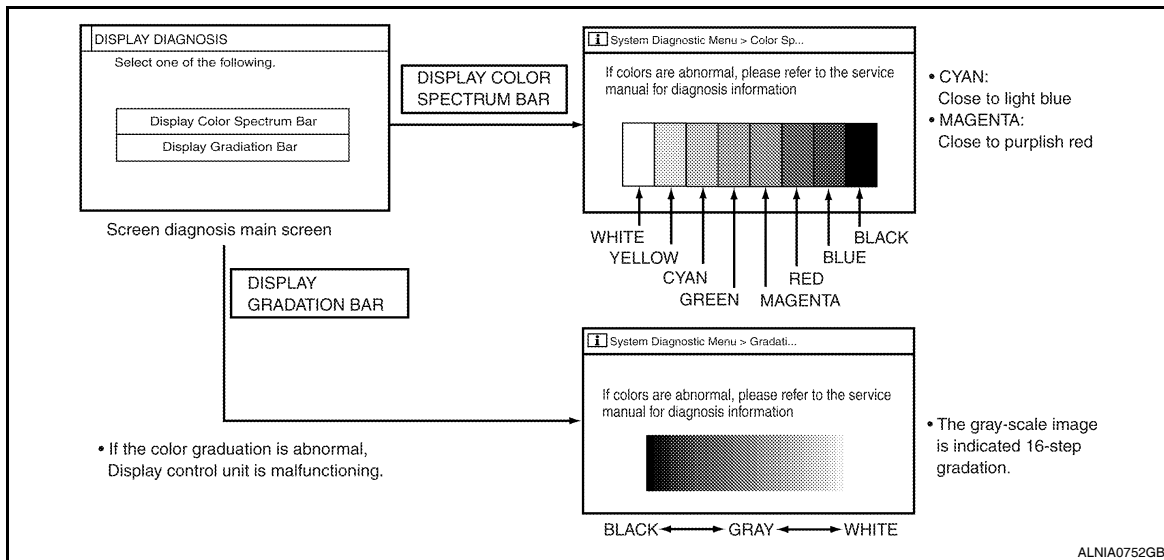 DISPLAY DIAGNOSIS
Select one of the following.
Display Color Spectrum Bar
Display Gradiation Bar
Screen diagnosis main screen
DISPLAY COLOR
SPECTRUM BAR
i System Diagnostic Menu > Color Sp...
If colors are abnormal, please refer to the service
manual for diagnosis information
WHITE
YELLOW
CYAN
GREEN
MAGENTA
RED
BLUE
BLACK
• CYAN:
Close to light blue
• MAGENTA:
Close to purplish red
DISPLAY
GRADATION BAR
• If the color graduation is abnormal,
Display control unit is malfunctioning.
i System Diagnostic Menu > Gradati...
If colors are abnormal, please refer to the service
manual for diagnosis information
BLACK GRAY WHITE
• The gray-scale image
is indicated 16-step
gradation.
ALNIA0752GB